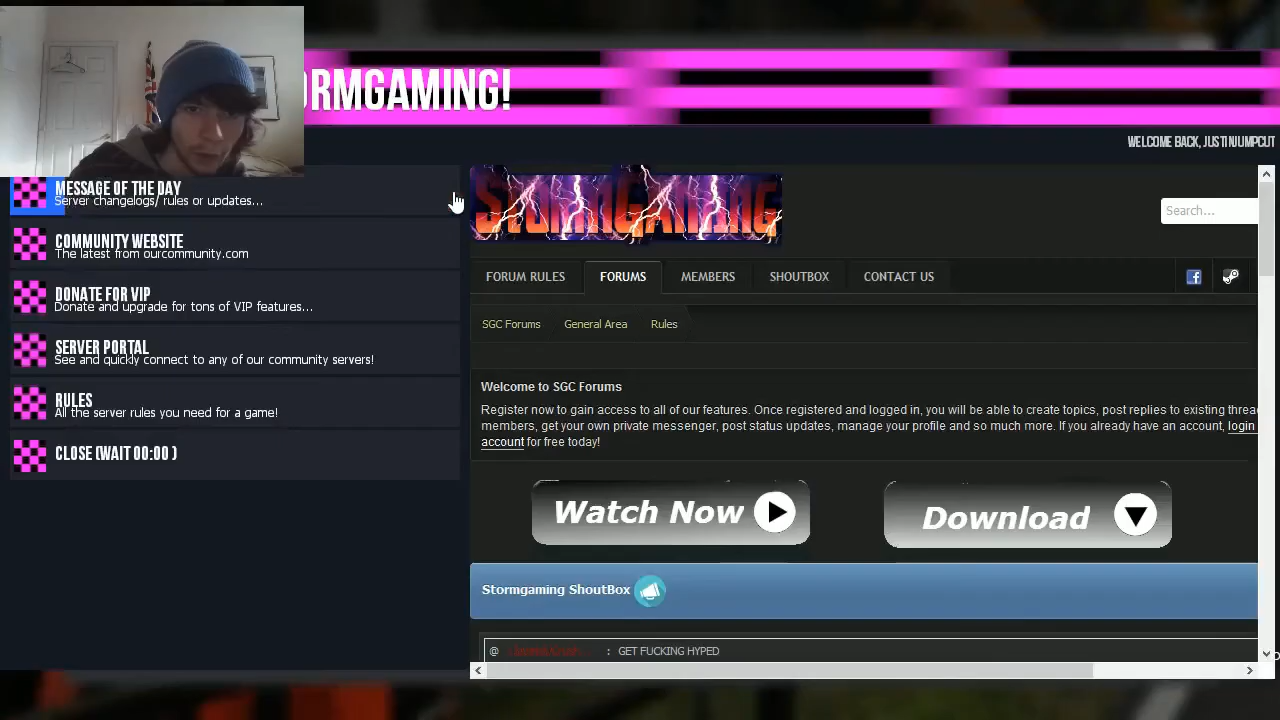 ORMGAMING!
WELCOME BACK, JUSTINJUMPCUT
MESSAGE OF THE DAY
Server changelogs/ rules or updates...
COMMUNITY WEBSITE
The latest from ourcommunity.com
DONATE FOR VIP
Donate and upgrade for tons of VIP features...
SERVER PORTAL
See and quickly connect to any of our community servers!
RULES
All the server rules you need for a game!
CLOSE (WAIT 00:00 )
STORMGAMING
Search...
FORUM RULES FORUMS MEMBERS SHOUTBOX CONTACT US
SGC Forums General Area Rules
Welcome to SGC Forums
Register now to gain access to all of our features. Once registered and logged in, you will be able to create topics, post replies to existing threa
members, get your own private messenger, post status updates, manage your profile and so much more. If you already have an account, login
account for free today!
Watch Now Download
Stormgaming ShoutBox
@ : GET FUCKING HYPED